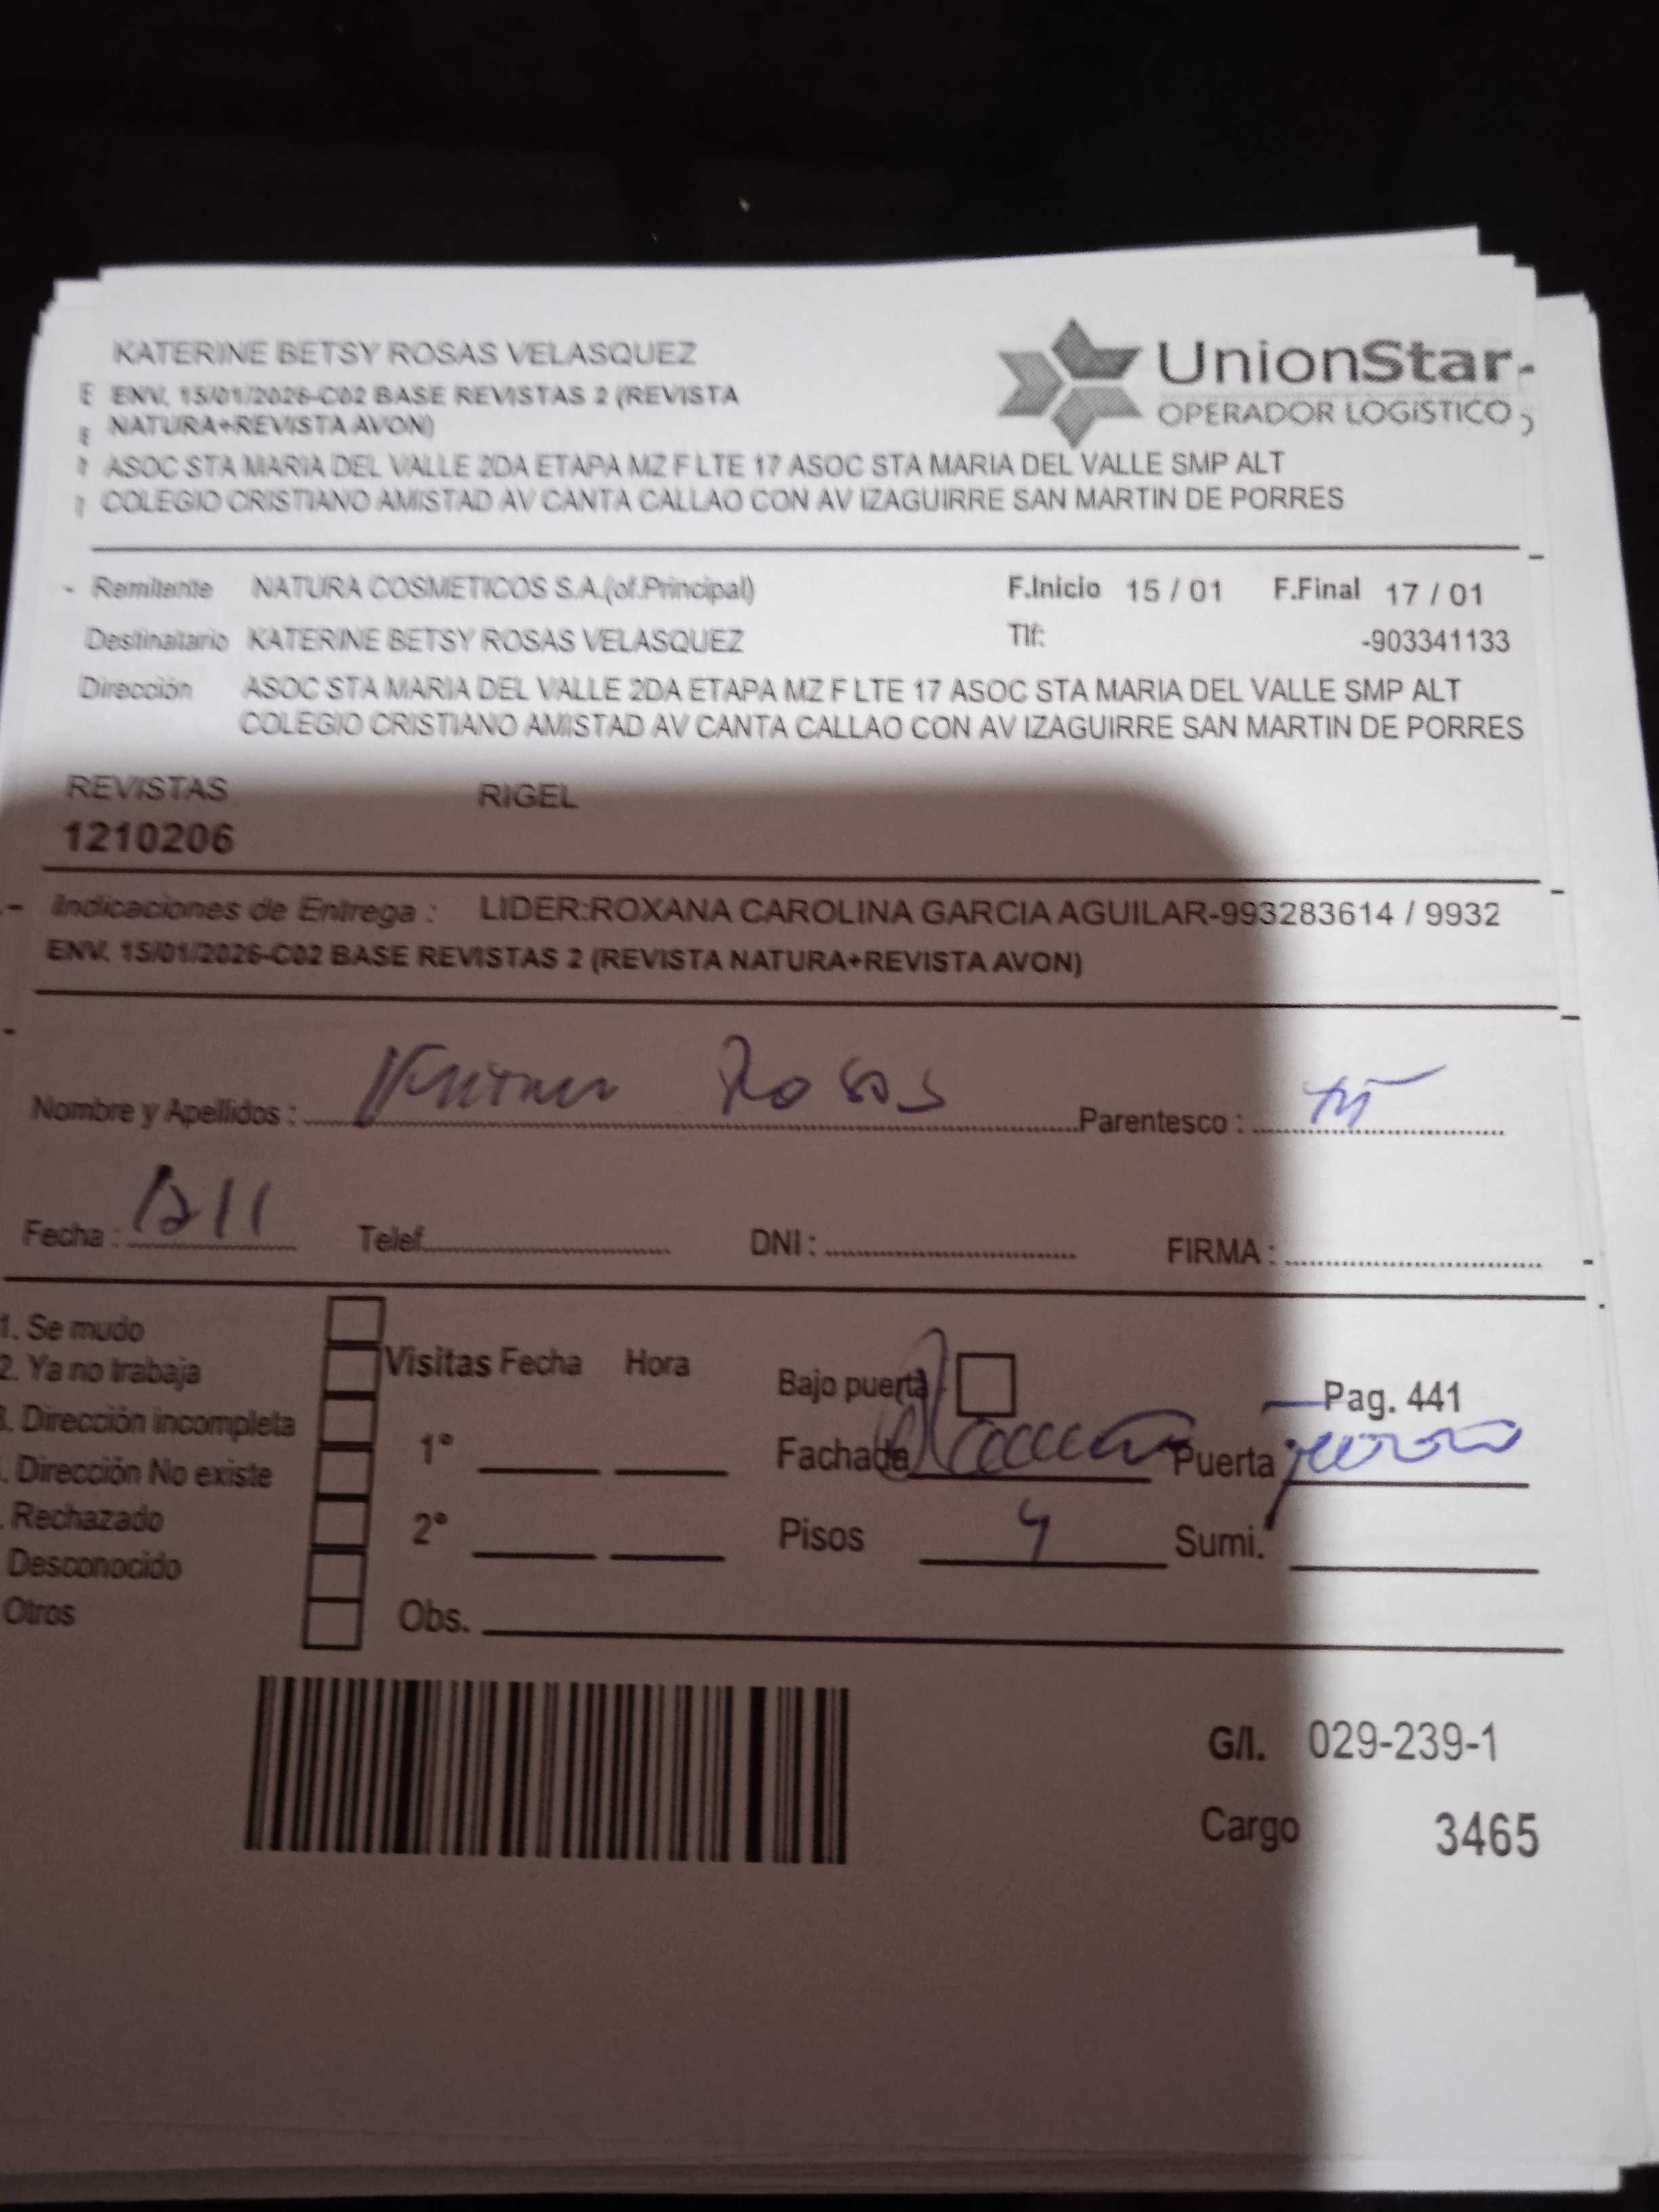 KATERINE BETSY ROSAS VELASQUEZ
UnionStar
OPERADOR LOGÍSTICO
ENV. 15/01/2026-C02 BASE REVISTAS 2 (REVISTA
NATURA+REVISTA AVON)
ASOC STA MARIA DEL VALLE 2DA ETAPA MZ F LTE 17 ASOC STA MARIA DEL VALLE SMP ALT
COLEGIO CRISTIANO AMISTAD AV CANTA CALLAO CON AV IZAGUIRRE SAN MARTIN DE PORRES
Remitente NATURA COSMETICOS S.A.(of.Principal) F.Inicio 15 / 01 F.Final 17 / 01
Destinatario KATERINE BETSY ROSAS VELASQUEZ Tlf: -903341133
Dirección ASOC STA MARIA DEL VALLE 2DA ETAPA MZ F LTE 17 ASOC STA MARIA DEL VALLE SMP ALT
COLEGIO CRISTIANO AMISTAD AV CANTA CALLAO CON AV IZAGUIRRE SAN MARTIN DE PORRES
REVISTAS RIGEL
1210206
Indicaciones de Entrega : LIDER:ROXANA CAROLINA GARCIA AGUILAR-993283614 / 9932
ENV. 15/01/2026-C02 BASE REVISTAS 2 (REVISTA NATURA+REVISTA AVON)
Nombre y Apellidos : Rosas Parentesco :
Fecha : Telef. DNI : FIRMA :
1. Se mudo
2. Ya no trabaja
Visitas Fecha Hora
Bajo puerta
Pag. 441
. Dirección incompleta
1° Fachada Puerta
. Dirección No existe
. Rechazado
2° Pisos 4 Sumi.
Desconocido
Otros
Obs.
G/I. 029-239-1
Cargo 3465